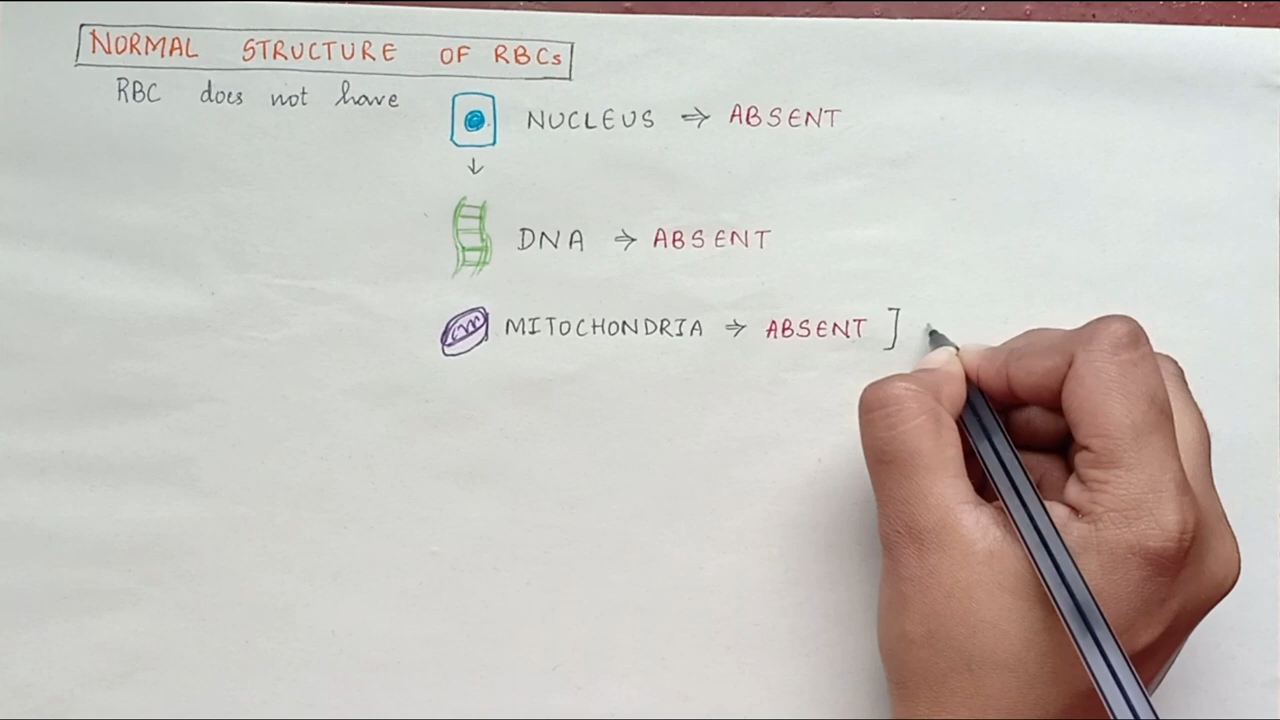 NORMAL STRUCTURE OF RBCs
RBC does not have
NUCLEUS ⇒ ABSENT
↓
DNA ⇒ ABSENT
MITOCHONDRIA ⇒ ABSENT ]